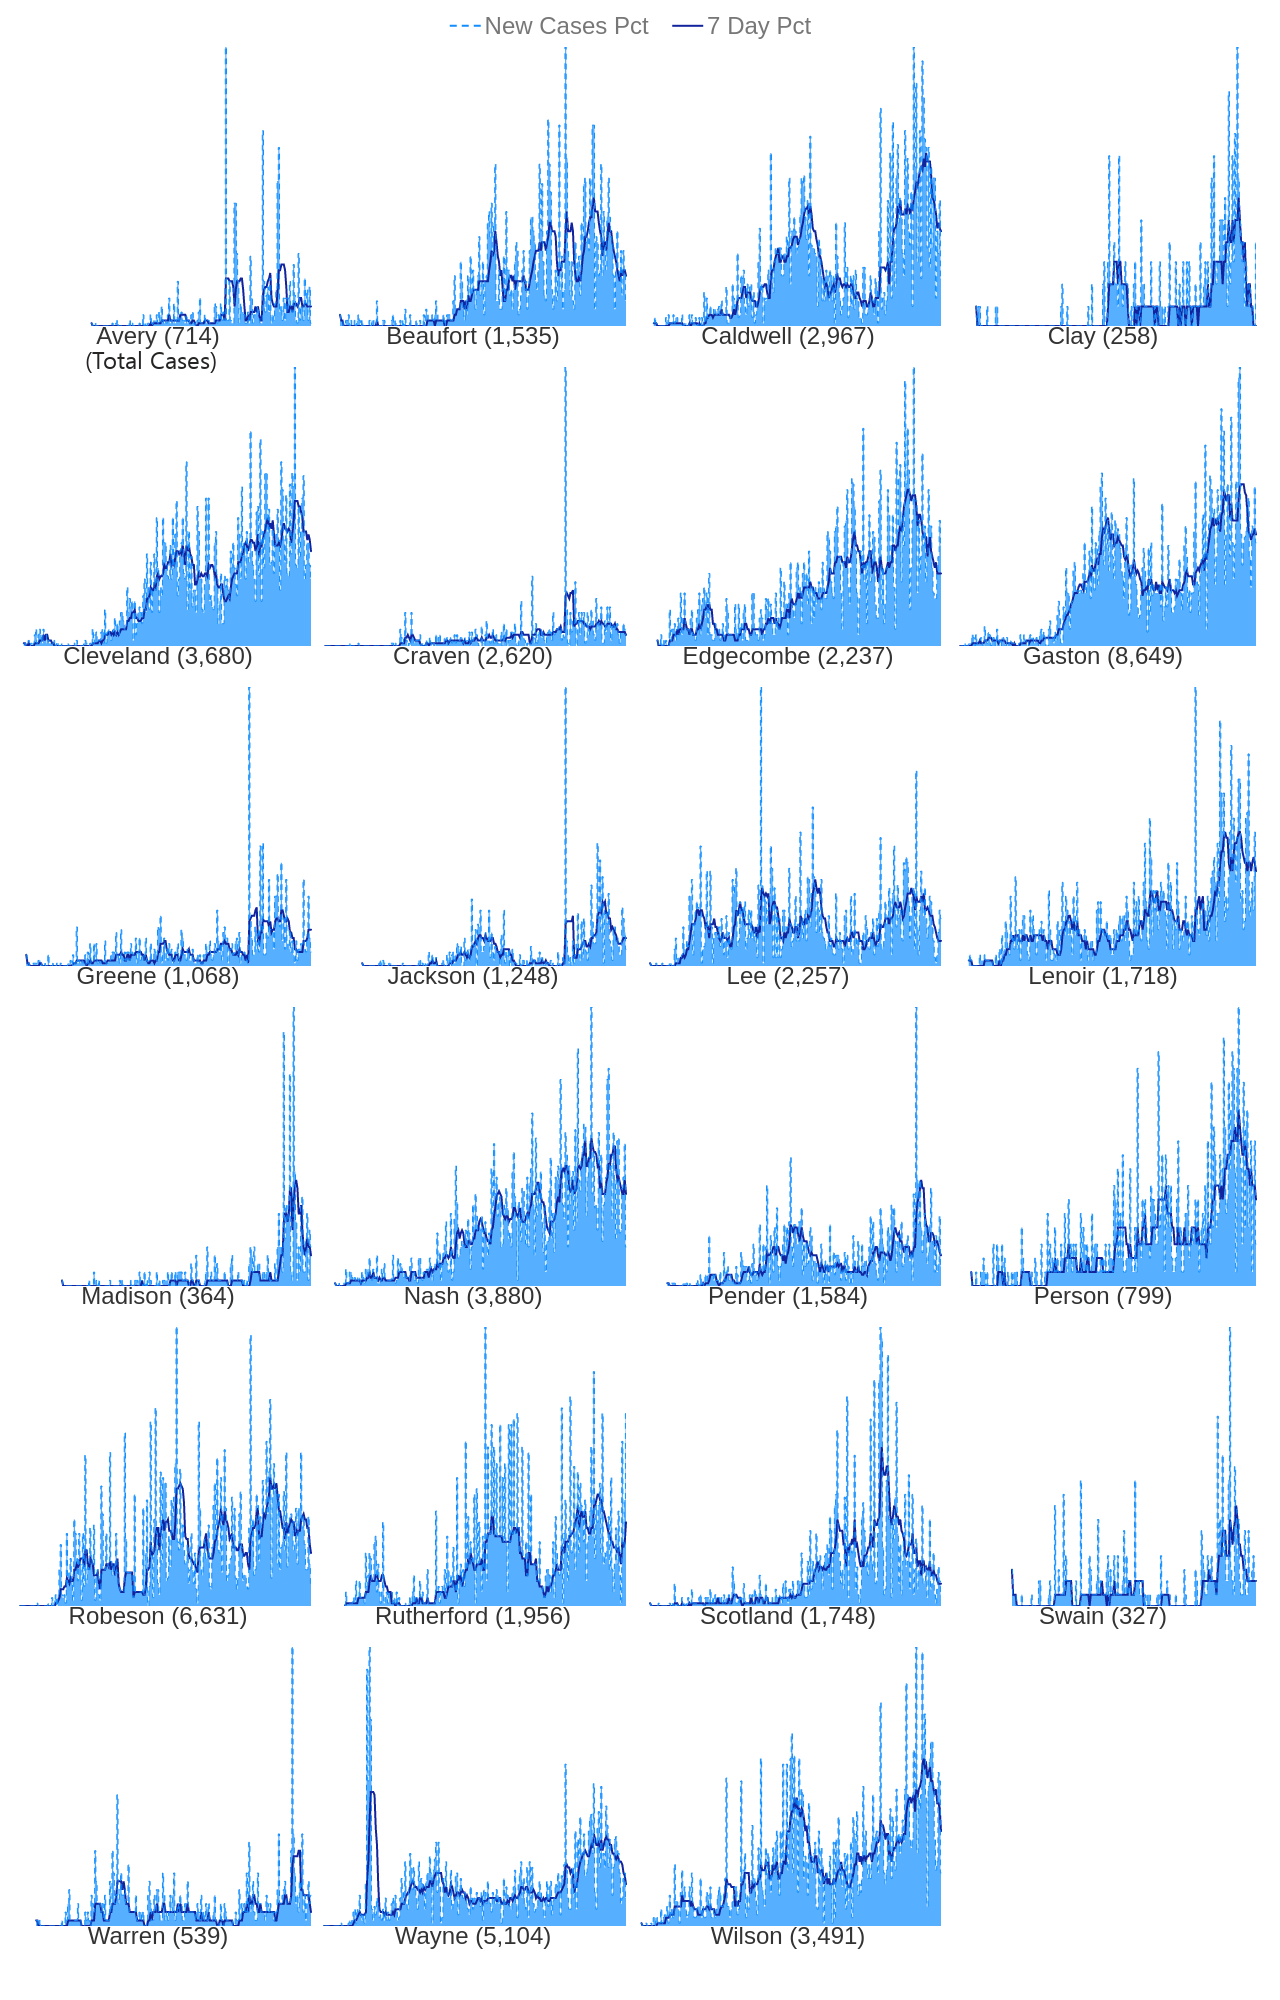 New Cases Pct 7 Day Pct
Avery (714) Beaufort (1,535) Caldwell (2,967) Clay (258)
(Total Cases)
Cleveland (3,680) Craven (2,620) Edgecombe (2,237) Gaston (8,649)
Greene (1,068) Jackson (1,248) Lee (2,257) Lenoir (1,718)
Madison (364) Nash (3,880) Pender (1,584) Person (799)
Robeson (6,631) Rutherford (1,956) Scotland (1,748) Swain (327)
Warren (539) Wayne (5,104) Wilson (3,491)